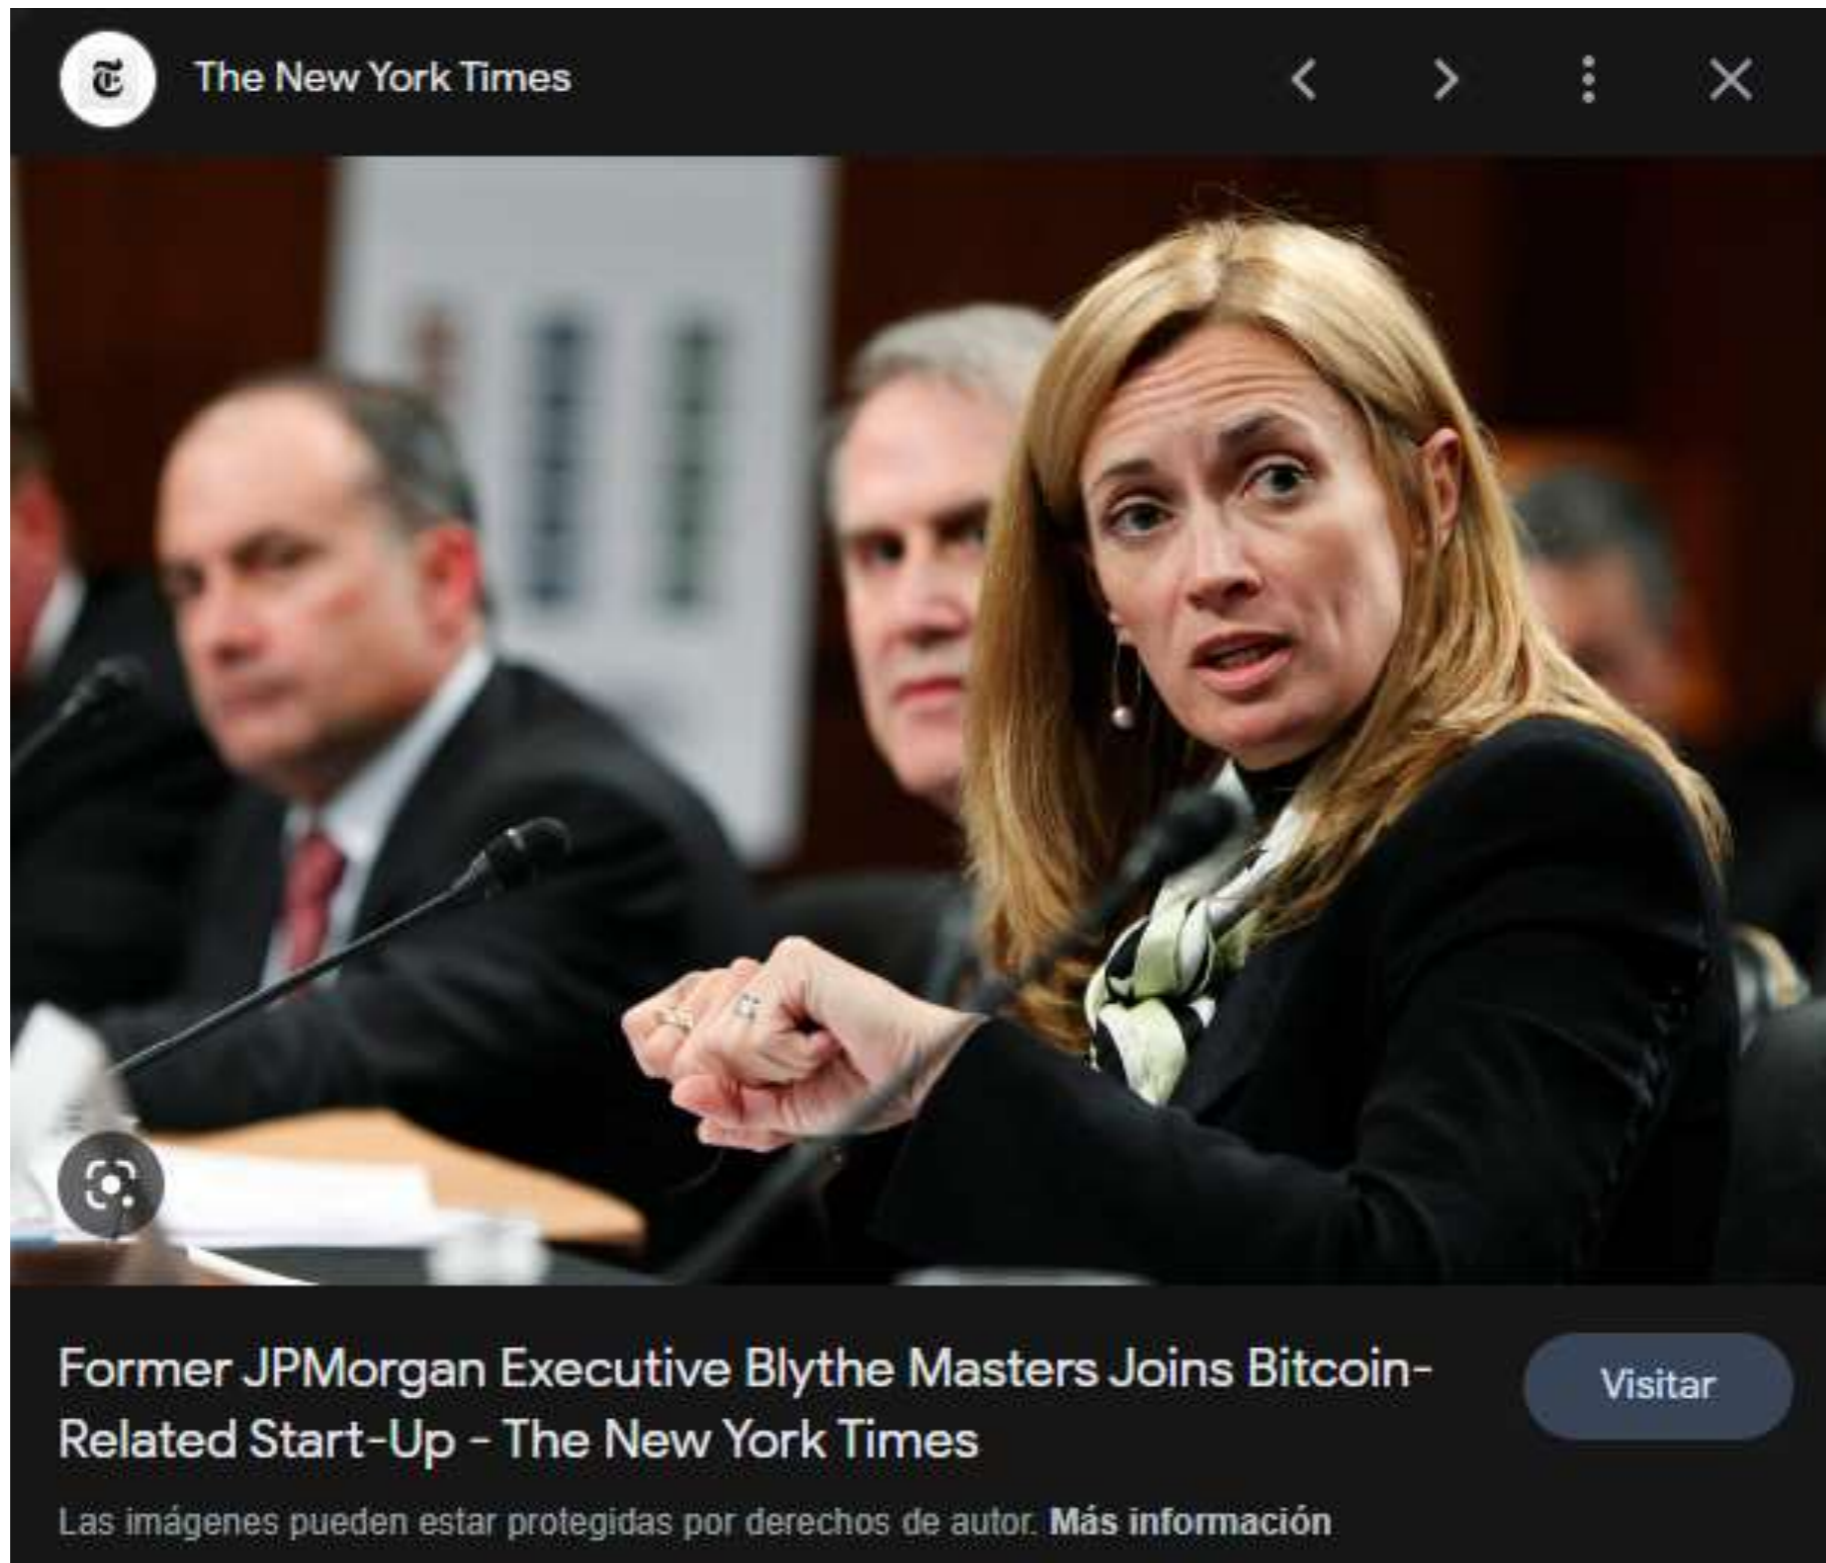 The New York Times
Former JPMorgan Executive Blythe Masters Joins Bitcoin-
Related Start-Up - The New York Times
Visitar
Las imágenes pueden estar protegidas por derechos de autor. Más información